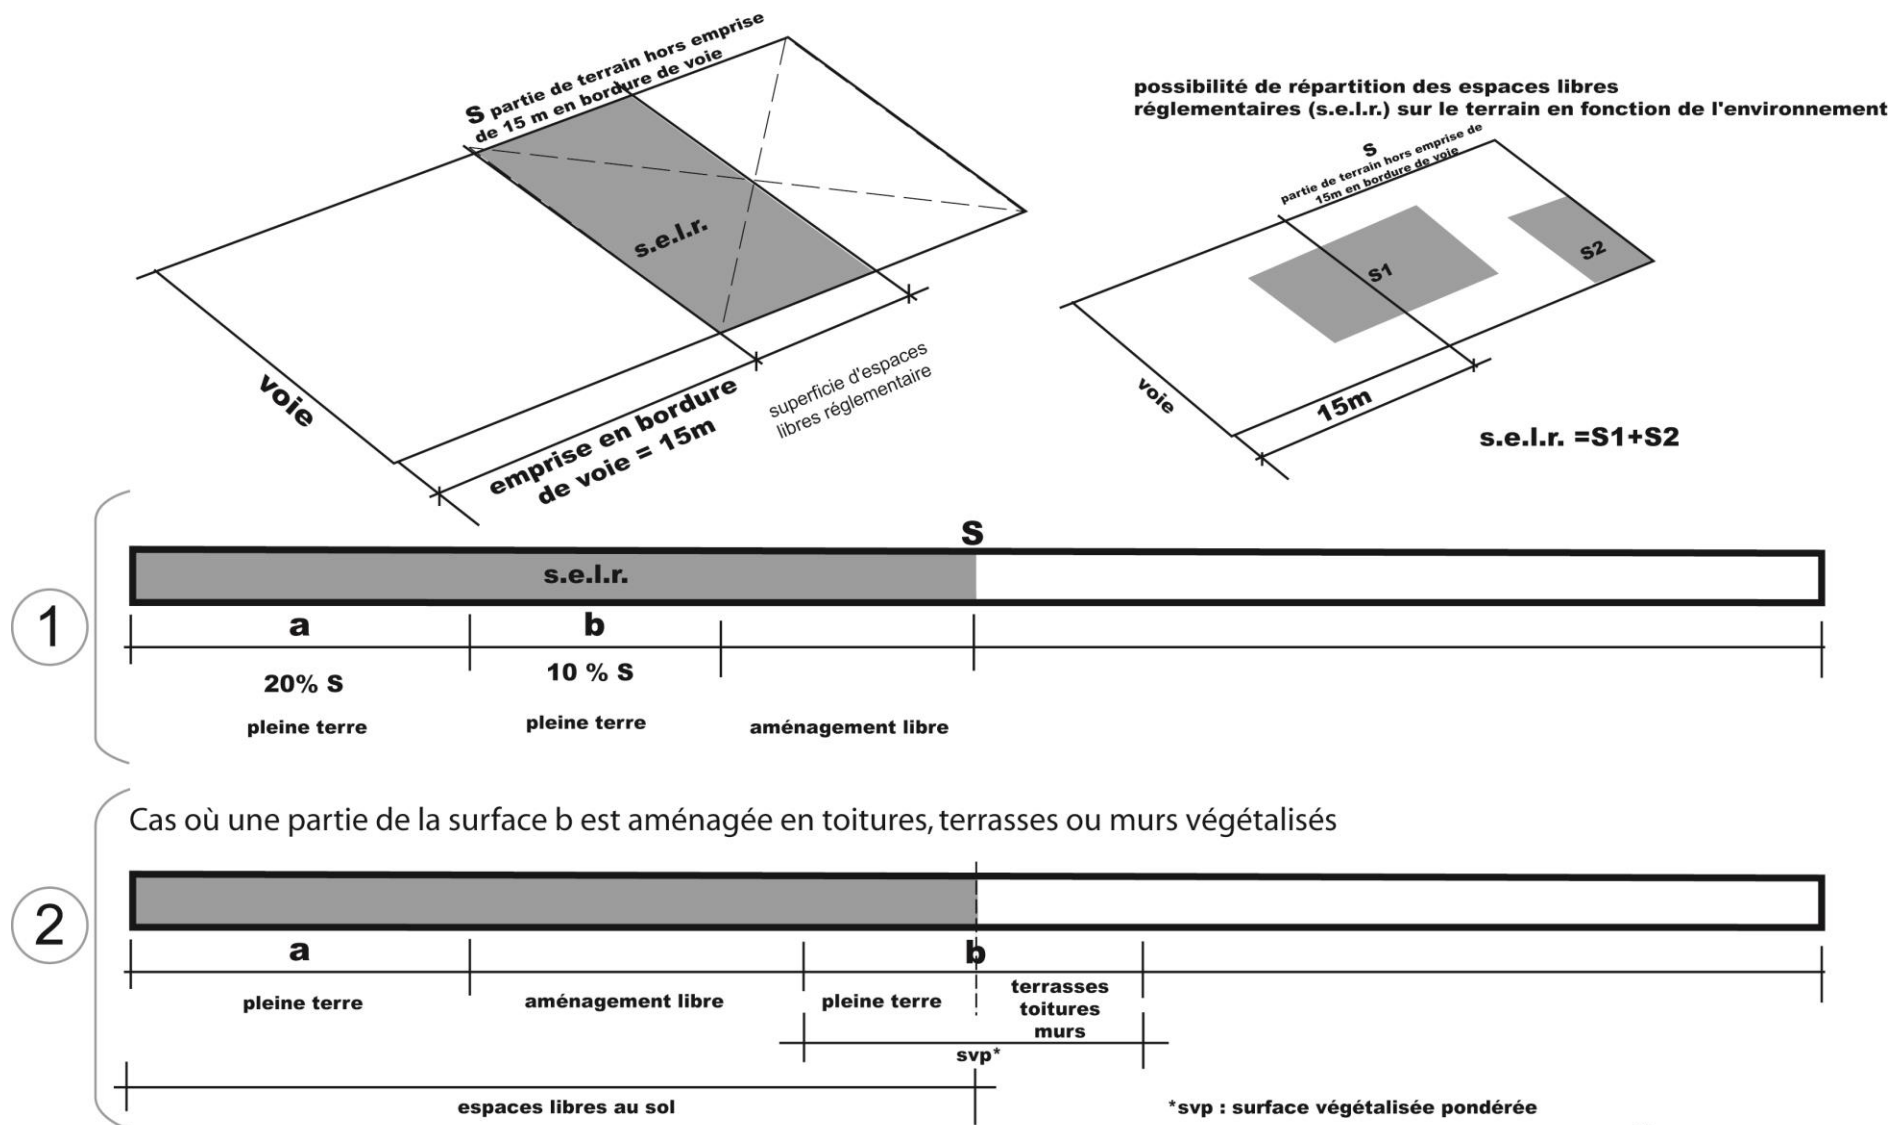 S partie de terrain hors emprise
de 15 m en bordure de voie
s.e.l.r.
voie
emprise en bordure
de voie = 15m
superficie d'espaces
libres réglementaire
possibilité de répartition des espaces libres
réglementaires (s.e.l.r.) sur le terrain en fonction de l'environnement
S
partie de terrain hors emprise de
15m en bordure de voie
S1
S2
voie
15m
s.e.l.r. =S1+S2
1
S
s.e.l.r.
a
b
20% S
10 % S
pleine terre
pleine terre
aménagement libre
2
Cas où une partie de la surface b est aménagée en toitures, terrasses ou murs végétalisés
a
b
pleine terre
aménagement libre
pleine terre
terrasses
toitures
murs
svp*
espaces libres au sol
*svp : surface végétalisée pondérée